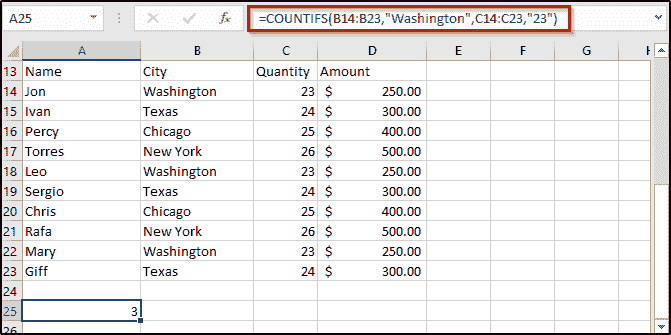 A25 fx =COUNTIFS(B14:B23,"Washington",C14:C23,"23")
A B C D E F G H
13 Name City Quantity Amount
14 Jon Washington 23 $ 250.00
15 Ivan Texas 24 $ 300.00
16 Percy Chicago 25 $ 400.00
17 Torres New York 26 $ 500.00
18 Leo Washington 23 $ 250.00
19 Sergio Texas 24 $ 300.00
20 Chris Chicago 25 $ 400.00
21 Rafa New York 26 $ 500.00
22 Mary Washington 23 $ 250.00
23 Giff Texas 24 $ 300.00
24
25 3
26